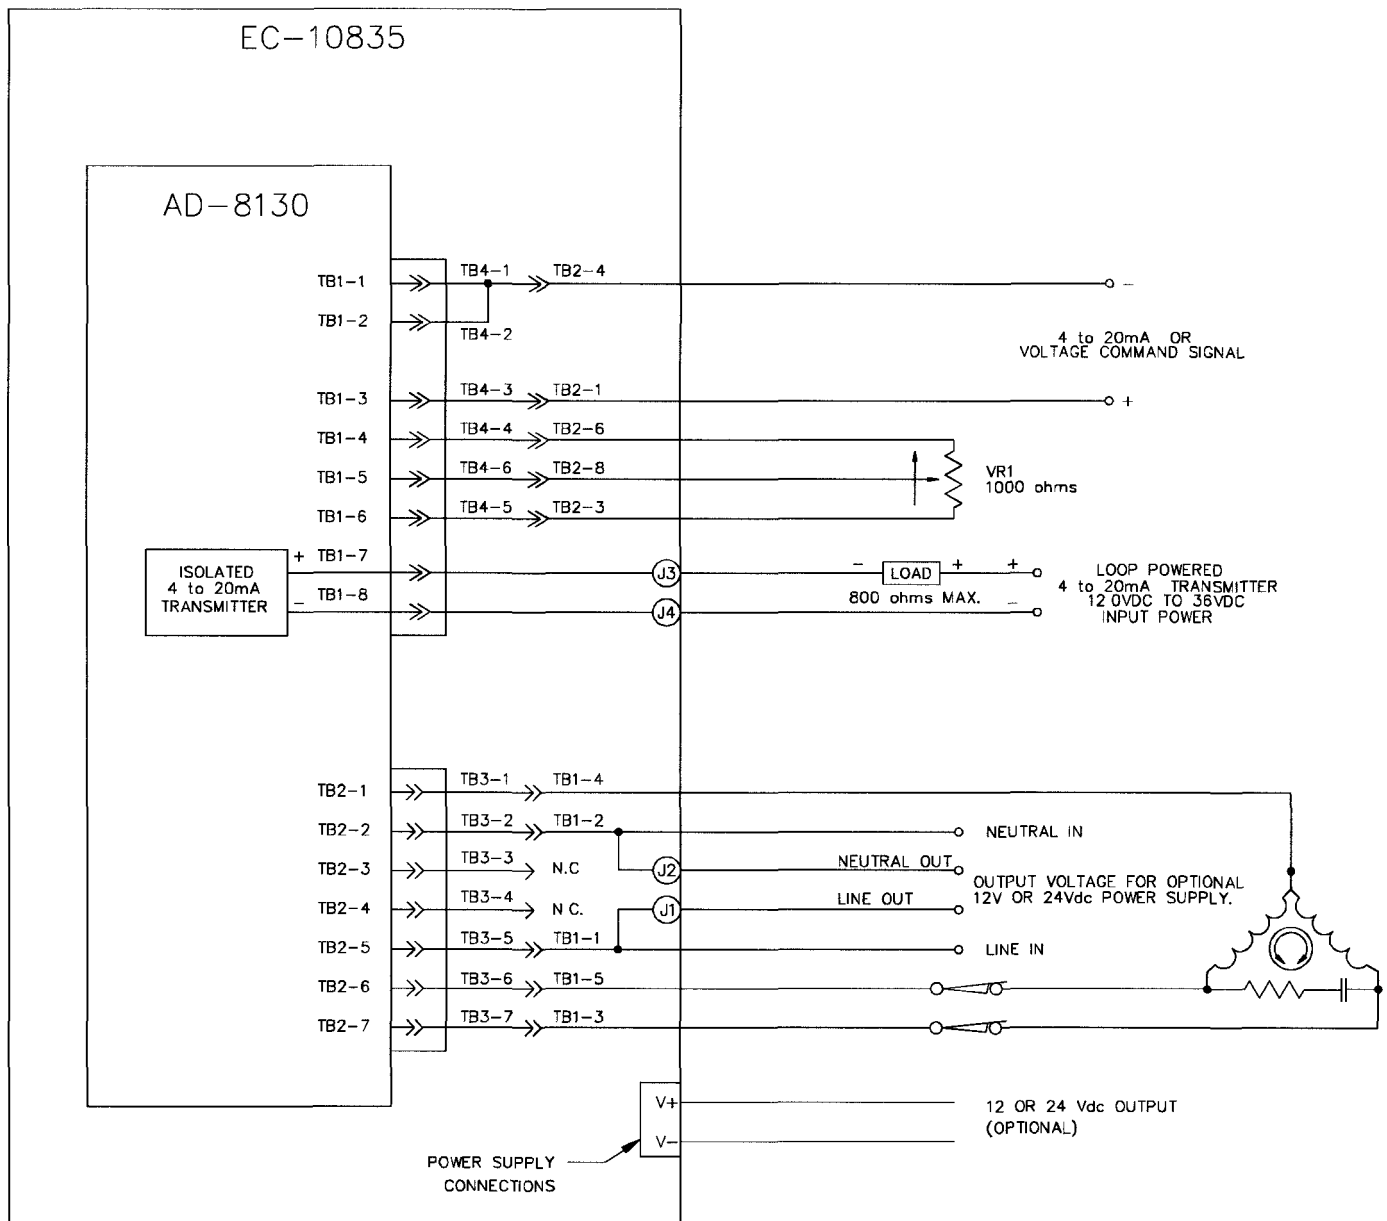 EC-10835
AD-8130
TB1-1
TB4-1
TB2-4
-
TB1-2
TB4-2
4 to 20mA OR
VOLTAGE COMMAND SIGNAL
TB1-3
TB4-3
TB2-1
+
TB1-4
TB4-4
TB2-6
TB1-5
TB4-6
TB2-8
VR1
1000 ohms
TB1-6
TB4-5
TB2-3
ISOLATED
4 to 20mA
TRANSMITTER
+ TB1-7
- TB1-8
J3
J4
- LOAD + +
800 ohms MAX.
-
LOOP POWERED
4 to 20mA TRANSMITTER
12 0VDC TO 36VDC
INPUT POWER
TB2-1
TB3-1
TB1-4
TB2-2
TB3-2
TB1-2
NEUTRAL IN
TB2-3
TB3-3
N.C
J2
NEUTRAL OUT
OUTPUT VOLTAGE FOR OPTIONAL
12V OR 24Vdc POWER SUPPLY.
TB2-4
TB3-4
N C.
J1
LINE OUT
TB2-5
TB3-5
TB1-1
LINE IN
TB2-6
TB3-6
TB1-5
TB2-7
TB3-7
TB1-3
V+
V-
12 OR 24 Vdc OUTPUT
(OPTIONAL)
POWER SUPPLY
CONNECTIONS